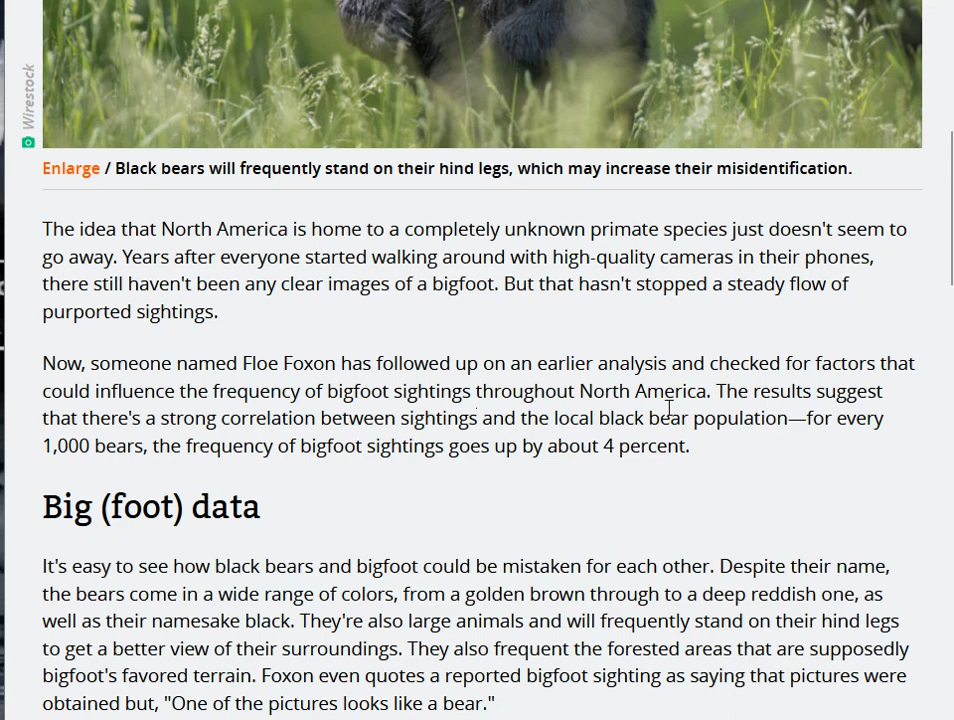 Wirestock
Enlarge / Black bears will frequently stand on their hind legs, which may increase their misidentification.
The idea that North America is home to a completely unknown primate species just doesn't seem to
go away. Years after everyone started walking around with high-quality cameras in their phones,
there still haven't been any clear images of a bigfoot. But that hasn't stopped a steady flow of
purported sightings.
Now, someone named Floe Foxon has followed up on an earlier analysis and checked for factors that
could influence the frequency of bigfoot sightings throughout North America. The results suggest
that there's a strong correlation between sightings and the local black bear population—for every
1,000 bears, the frequency of bigfoot sightings goes up by about 4 percent.
Big (foot) data
It's easy to see how black bears and bigfoot could be mistaken for each other. Despite their name,
the bears come in a wide range of colors, from a golden brown through to a deep reddish one, as
well as their namesake black. They're also large animals and will frequently stand on their hind legs
to get a better view of their surroundings. They also frequent the forested areas that are supposedly
bigfoot's favored terrain. Foxon even quotes a reported bigfoot sighting as saying that pictures were
obtained but, "One of the pictures looks like a bear."